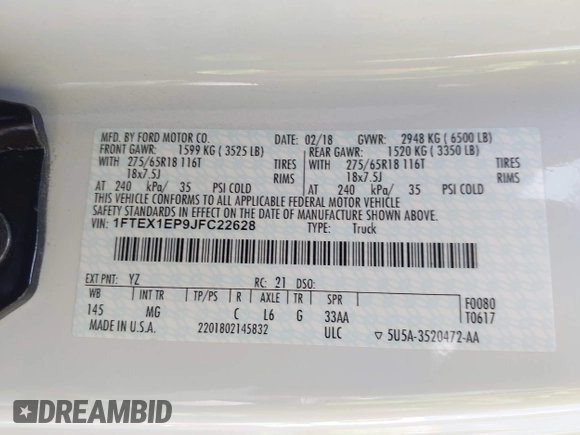 MFD. BY FORD MOTOR CO. DATE: 02/18 GVWR: 2948 KG ( 6500 LB)
FRONT GAWR: 1599 KG ( 3525 LB) REAR GAWR: 1520 KG ( 3350 LB)
WITH 275/65R18 116T TIRES WITH 275/65R18 116T TIRES
18x7.5J RIMS 18x7.5J RIMS
AT 240 kPa/ 35 PSI COLD AT 240 kPa/ 35 PSI COLD
THIS VEHICLE CONFORMS TO ALL APPLICABLE FEDERAL MOTOR VEHICLE
SAFETY STANDARDS IN EFFECT ON THE DATE OF MANUFACTURE SHOWN ABOVE.
VIN: 1FTEX1EP9JFC22628 TYPE: Truck
EXT PNT: YZ RC: 21 DSO:
WB INT TR TP/PS R AXLE TR SPR F0080
145 MG C L6 G 33AA T0617
MADE IN U.S.A. 2201802145832 ULC ▽ 5U5A-3520472-AA
DREAMBID